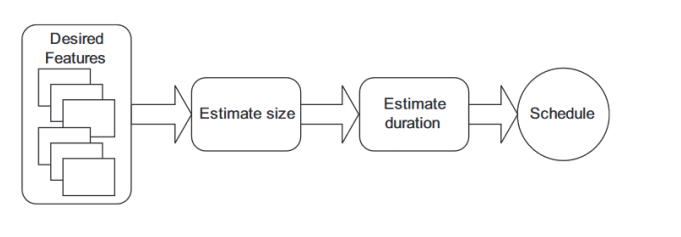 Desired
Features
Estimate size
Estimate
duration
Schedule